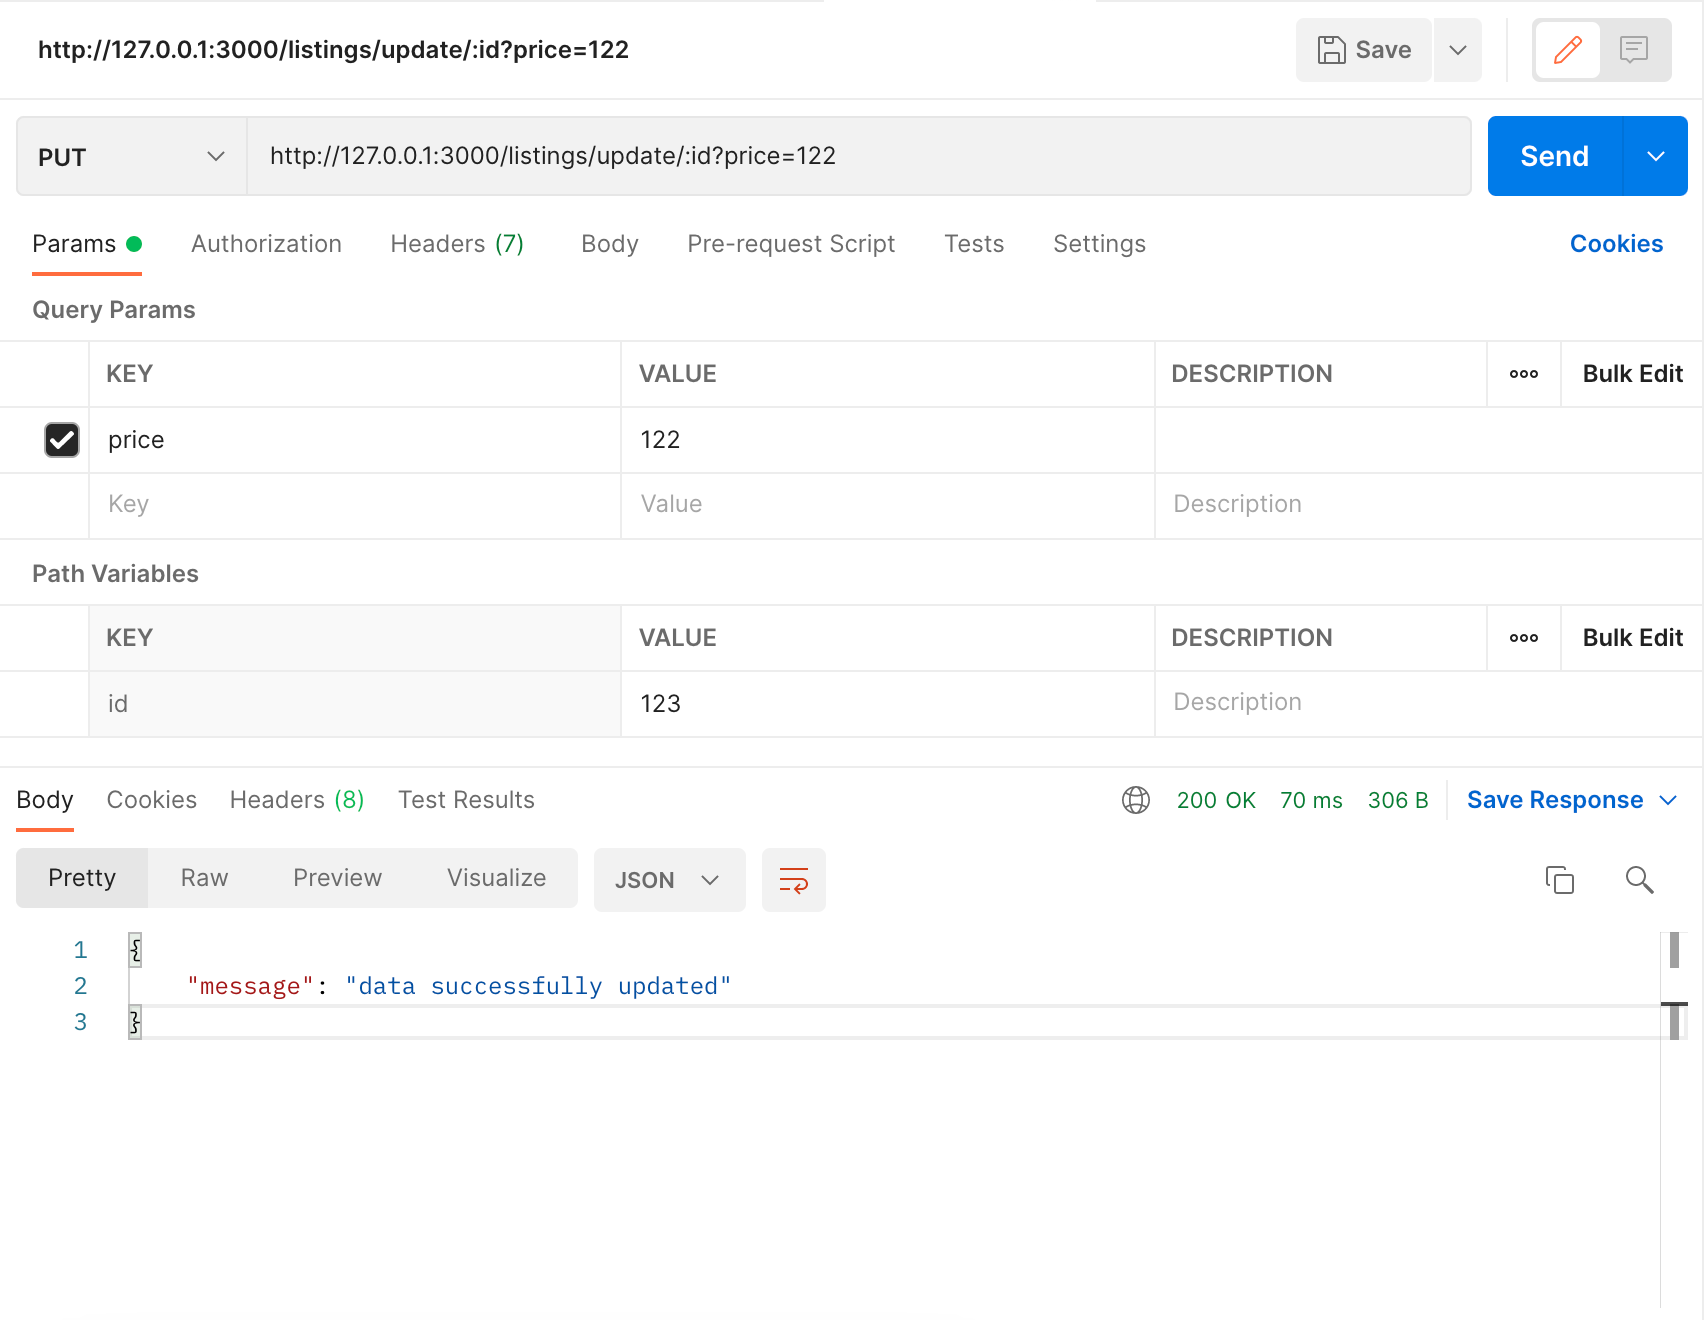 http://127.0.0.1:3000/listings/update/:id?price=122
Save
PUT
http://127.0.0.1:3000/listings/update/:id?price=122
Send
Params Authorization Headers (7) Body Pre-request Script Tests Settings Cookies
Query Params
KEY VALUE DESCRIPTION Bulk Edit
price 122
Key Value Description
Path Variables
KEY VALUE DESCRIPTION Bulk Edit
id 123 Description
Body Cookies Headers (8) Test Results 200 OK 70 ms 306 B Save Response
Pretty Raw Preview Visualize JSON
1 {
2 "message": "data successfully updated"
3 }